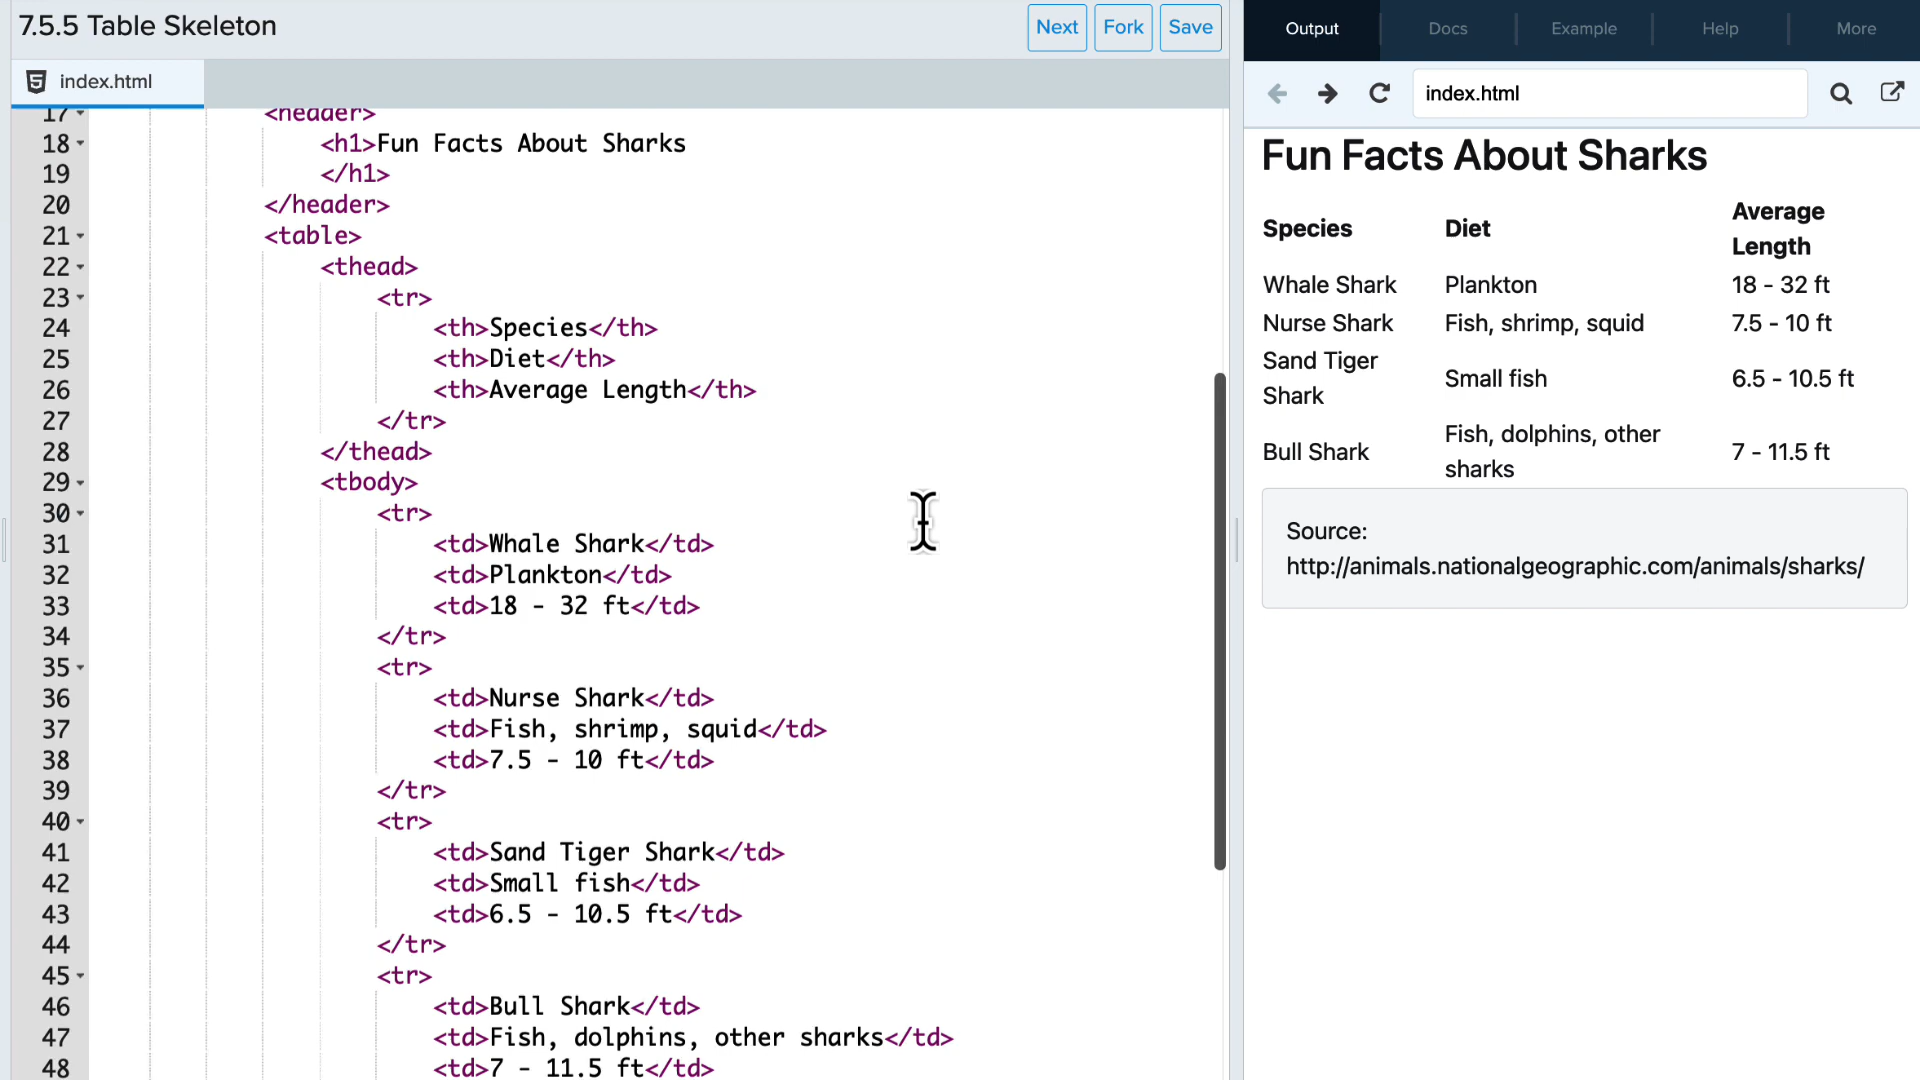 7.5.5 Table Skeleton
Next
Fork
Save
index.html
17 <header>
18 <h1>Fun Facts About Sharks
19 </h1>
20 </header>
21 <table>
22 <thead>
23 <tr>
24 <th>Species</th>
25 <th>Diet</th>
26 <th>Average Length</th>
27 </tr>
28 </thead>
29 <tbody>
30 <tr>
31 <td>Whale Shark</td>
32 <td>Plankton</td>
33 <td>18 - 32 ft</td>
34 </tr>
35 <tr>
36 <td>Nurse Shark</td>
37 <td>Fish, shrimp, squid</td>
38 <td>7.5 - 10 ft</td>
39 </tr>
40 <tr>
41 <td>Sand Tiger Shark</td>
42 <td>Small fish</td>
43 <td>6.5 - 10.5 ft</td>
44 </tr>
45 <tr>
46 <td>Bull Shark</td>
47 <td>Fish, dolphins, other sharks</td>
48 <td>7 - 11.5 ft</td>
Output
Docs
Example
Help
More
index.html
Fun Facts About Sharks
Species Diet Average
Length
Whale Shark Plankton 18 - 32 ft
Nurse Shark Fish, shrimp, squid 7.5 - 10 ft
Sand Tiger
Shark Small fish 6.5 - 10.5 ft
Bull Shark Fish, dolphins, other
sharks 7 - 11.5 ft
Source:
http://animals.nationalgeographic.com/animals/sharks/